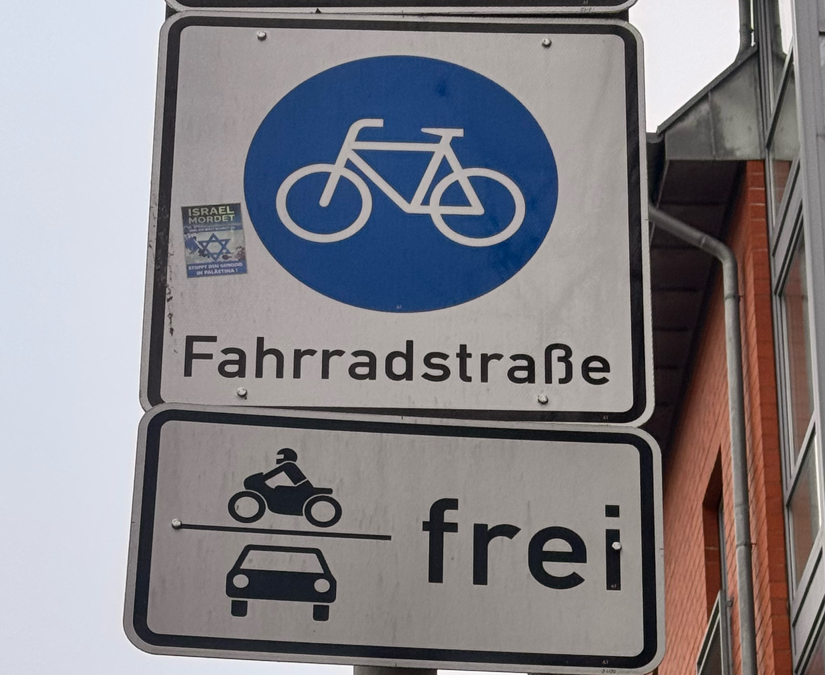 ISRAEL
MORDET
STOPPT DEN GENOZID
IN PALÄSTINA!
Fahrradstraße
frei